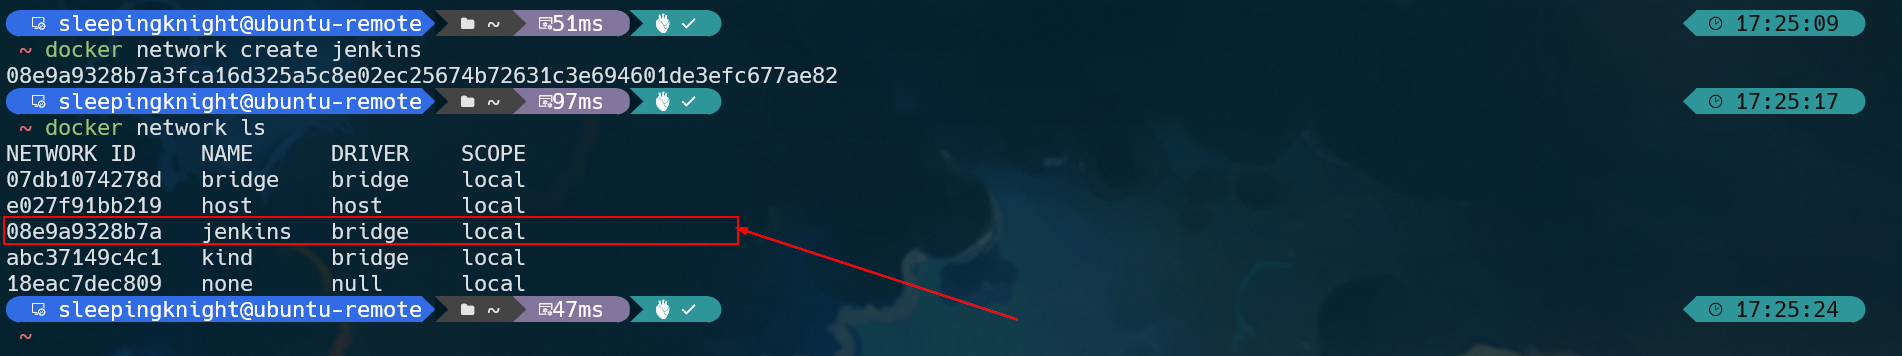 sleepingknight@ubuntu-remote ~ 51ms 17:25:09
~ docker network create jenkins
08e9a9328b7a3fca16d325a5c8e02ec25674b72631c3e694601de3efc677ae82
sleepingknight@ubuntu-remote ~ 97ms 17:25:17
~ docker network ls
NETWORK ID NAME DRIVER SCOPE
07db1074278d bridge bridge local
e027f91bb219 host host local
08e9a9328b7a jenkins bridge local
abc37149c4c1 kind bridge local
18eac7dec809 none null local
sleepingknight@ubuntu-remote ~ 47ms 17:25:24
~